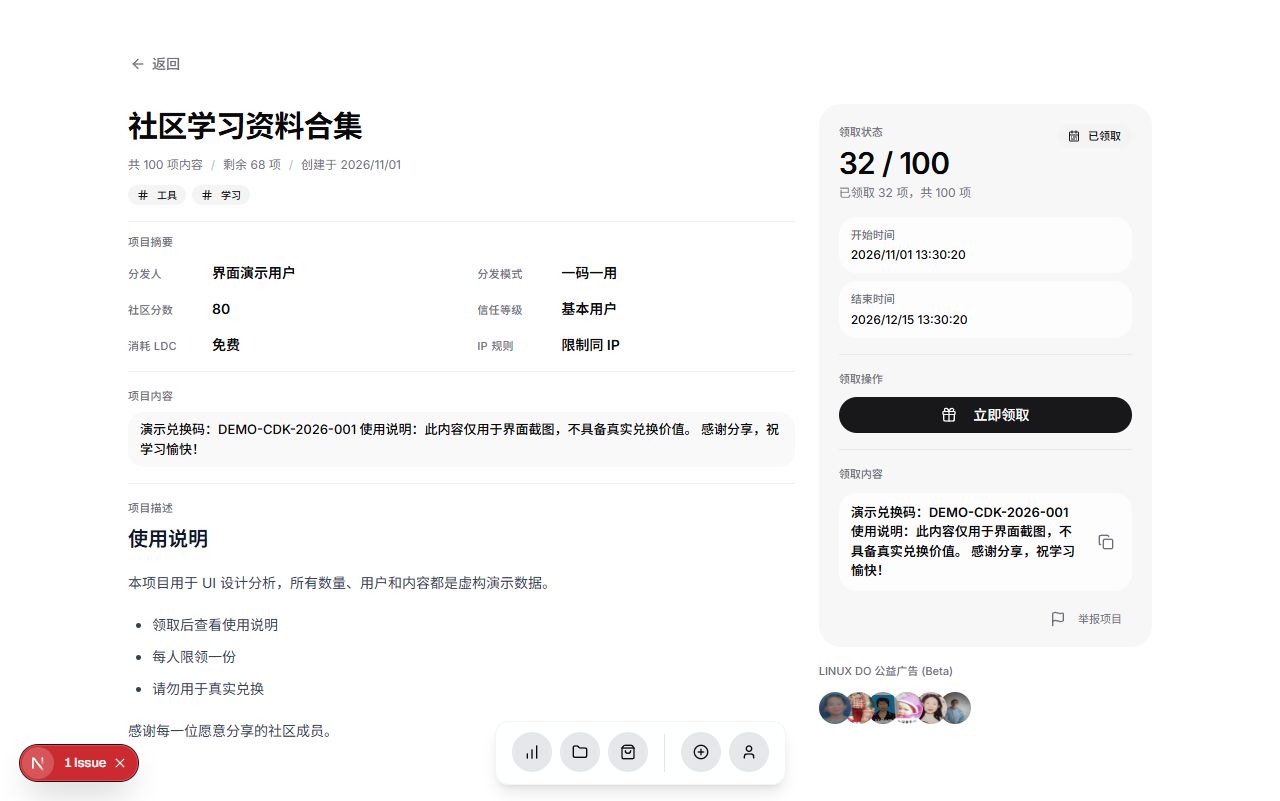 返回
社区学习资料合集
共 100 项内容 / 剩余 68 项 / 创建于 2026/11/01
# 工具 # 学习
项目摘要
分发人 界面演示用户 分发模式 一码一用
社区分数 80 信任等级 基本用户
消耗 LDC 免费 IP 规则 限制同 IP
项目内容
演示兑换码：DEMO-CDK-2026-001 使用说明：此内容仅用于界面截图，不具备真实兑换价值。 感谢分享，祝
学习愉快！
项目描述
使用说明
本项目用于 UI 设计分析，所有数量、用户和内容都是虚构演示数据。
• 领取后查看使用说明
• 每人限领一份
• 请勿用于真实兑换
感谢每一位愿意分享的社区成员。
领取状态
已领取
32 / 100
已领取 32 项，共 100 项
开始时间
2026/11/01 13:30:20
结束时间
2026/12/15 13:30:20
领取操作
立即领取
领取内容
演示兑换码：DEMO-CDK-2026-001
使用说明：此内容仅用于界面截图，不
具备真实兑换价值。 感谢分享，祝学习
愉快！
举报项目
LINUX DO 公益广告 (Beta)
N 1 Issue